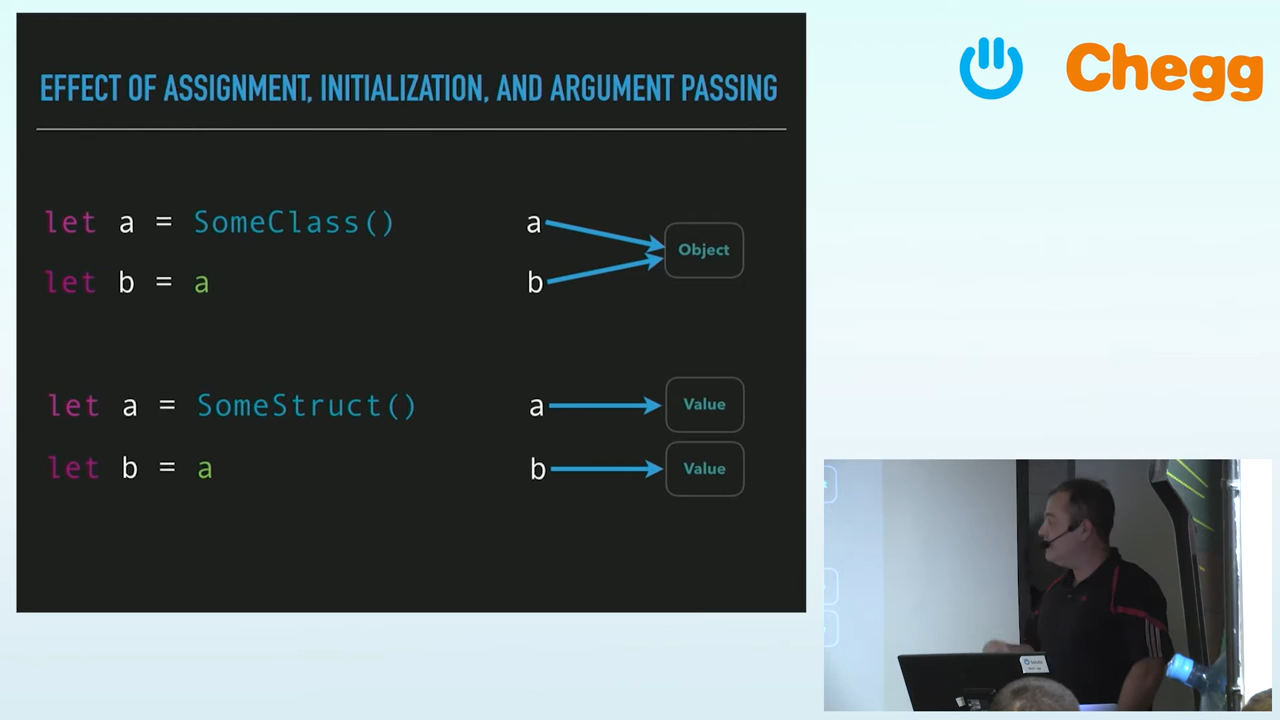 EFFECT OF ASSIGNMENT, INITIALIZATION, AND ARGUMENT PASSING
let a = SomeClass()
let b = a
a
b
Object
let a = SomeStruct()
let b = a
a
Value
b
Value
Chegg